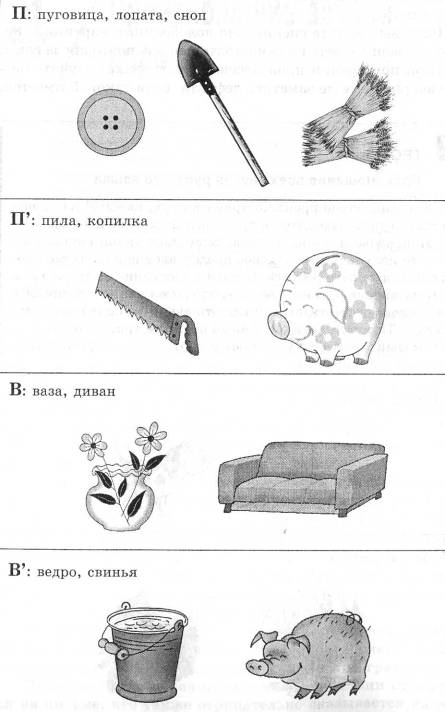 П: пуговица, лопата, сноп
П’: пила, копилка
В: ваза, диван
В’: ведро, свинья